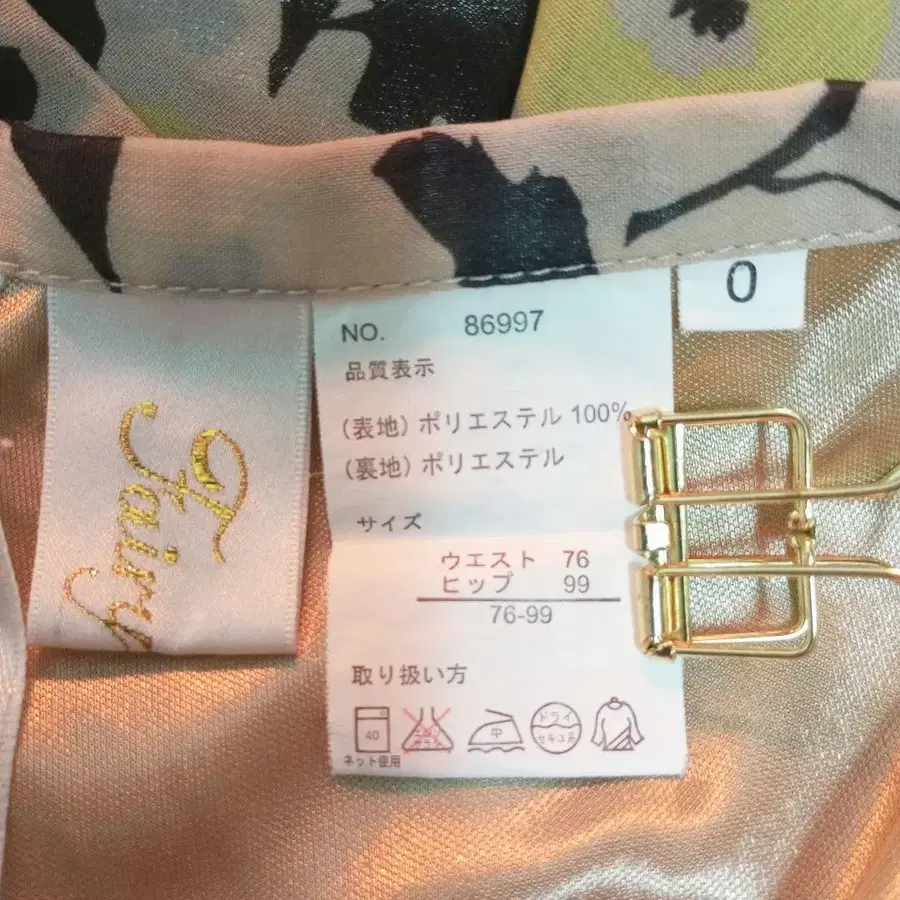 Fairy
NO. 86997
品質表示
(表地) ポリエステル 100%
(裏地) ポリエステル
サイズ
ウエスト 76
ヒップ 99
76-99
取り扱い方
40
中
ドライ
セキユ系
ネット使用
0